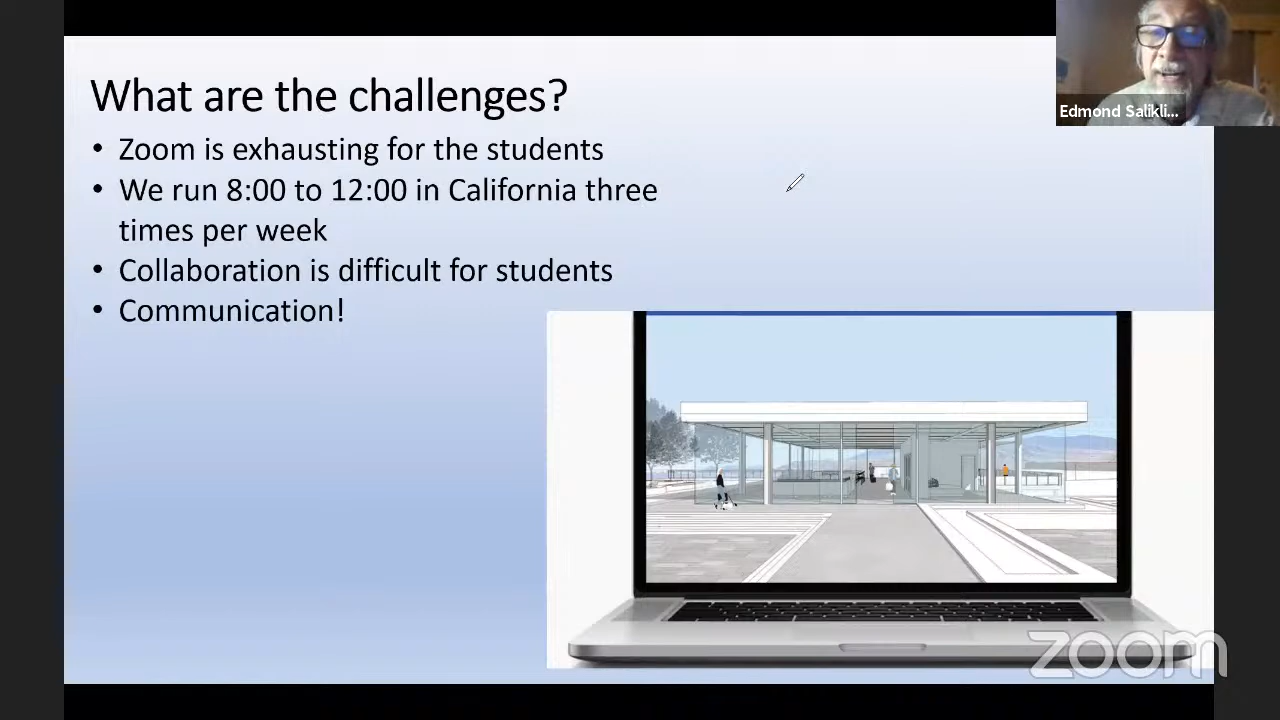 What are the challenges?
• Zoom is exhausting for the students
• We run 8:00 to 12:00 in California three
times per week
• Collaboration is difficult for students
• Communication!
Edmond Salikli...
zoom